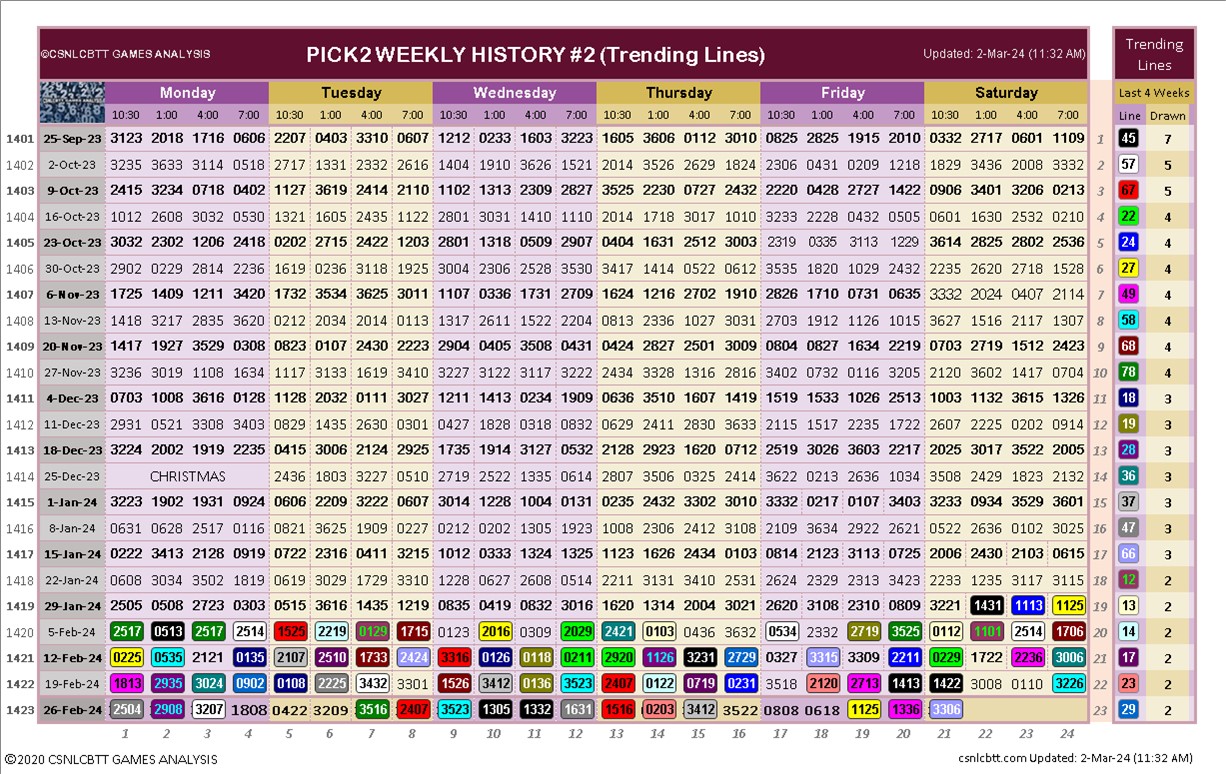 ©2020 CSNLCBTT GAMES ANALYSIS PICK2 WEEKLY HISTORY #2 (Trending Lines) Updated: 2-Mar-24 (11:32 AM) Trending Lines
Monday Tuesday Wednesday Thursday Friday Saturday Last 4 Weeks
10:30 1:00 4:00 7:00 10:30 1:00 4:00 7:00 10:30 1:00 4:00 7:00 10:30 1:00 4:00 7:00 10:30 1:00 4:00 7:00 10:30 1:00 4:00 7:00 Line Drawn
1401 25-Sep-23 3123 2018 1716 0606 2207 0403 3310 0607 1212 0233 1603 3223 1605 3606 0112 3010 0825 2825 1915 2010 0332 2717 0601 1109 1 45 7
1402 2-Oct-23 3235 3633 3114 0518 2717 1331 2332 2616 1404 1910 3626 1521 2014 3526 2629 1824 2306 0431 0909 1218 1829 3436 2008 3332 2 57 5
1403 9-Oct-23 2415 3234 0718 0402 1127 3619 2414 2110 1102 1313 2309 2827 3525 2230 0727 2432 2220 0428 2727 1422 0906 3401 3206 0213 3 67 5
1404 16-Oct-23 1012 2608 3032 0530 1321 1605 2435 1122 2801 3031 1410 1110 2014 1718 3017 1010 3233 2228 0432 0505 0601 1630 2532 0210 4 22 4
1405 23-Oct-23 3032 2302 1206 2418 0202 2715 2422 1203 2801 1318 0509 2907 0404 1631 2512 3003 2319 0335 3113 1229 3614 2825 2802 2536 5 24 4
1406 30-Oct-23 2902 0229 2814 2236 1619 0236 3118 1925 3004 2306 2528 3530 3417 1414 0522 0612 3535 1820 1029 2432 2235 2620 2718 1528 6 27 4
1407 6-Nov-23 1725 1409 1211 3420 1732 3534 3625 3011 1107 0336 1731 2709 1624 1216 2702 1910 2826 1710 0731 0635 3332 2024 0407 2114 7 49 4
1408 13-Nov-23 1418 3217 2835 3620 0212 2034 2014 0113 1317 2611 1522 2204 0813 2336 1027 3031 2703 1912 1126 1015 3627 1516 2117 1307 8 58 4
1409 20-Nov-23 1417 1927 3529 0308 0823 0107 2430 2223 2904 0405 3508 0431 0424 2827 2501 3009 0804 0827 1634 2219 0703 2719 1512 2423 9 68 4
1410 27-Nov-23 3236 3019 1108 1634 1117 3133 1619 3410 3227 3122 3117 3222 2434 3328 1316 2816 3402 0732 0116 3026 2120 3602 1417 0704 10 78 4
1411 4-Dec-23 0703 1008 3616 0128 1128 2032 0111 3027 1211 1413 0234 1909 0636 3510 1607 1419 1519 1533 1026 2513 1003 1132 3615 1326 11 18 3
1412 11-Dec-23 2931 0521 3308 3403 0829 1435 2630 0301 0427 1828 0318 0832 0629 2411 2830 3633 2115 1517 2235 1722 2607 2225 0202 0914 12 19 3
1413 18-Dec-23 3224 2002 1919 2235 0415 3006 2124 2923 1735 1914 3127 0532 2128 2923 1620 0712 2519 3026 3603 2217 2025 3017 3522 2005 13 28 3
1414 25-Dec-23 CHRISTMAS 2436 1803 3227 0513 2719 2522 1335 0614 2807 3506 0325 2414 3622 0213 2636 1034 3508 2429 1823 2132 14 36 3
1415 1-Jan-24 3223 1902 1931 0924 0606 2209 3222 0607 3014 1228 1004 0131 0235 2432 3302 3010 3332 0217 0107 3403 3233 0934 3529 3601 15 37 3
1416 8-Jan-24 0631 0628 2517 0116 0821 3625 1909 0227 0212 0202 1305 1923 1008 2306 2412 3108 2109 3634 2922 2621 0522 2636 0102 3025 16 47 3
1417 15-Jan-24 0222 3413 2128 0919 0722 2316 0411 3215 1012 0333 1324 1325 1123 1626 2434 0103 0814 2123 3113 0725 2006 2430 2103 0615 17 66 3
1418 22-Jan-24 0608 3034 3502 1819 0619 3029 1729 3310 1228 0627 2608 0514 2211 3131 3410 2531 2624 2329 2313 3423 2233 1235 3117 3115 18 12 2
1419 29-Jan-24 2505 0508 2723 0303 0515 3616 1435 1219 0835 0419 0832 3016 1620 1314 2004 3021 2620 3108 2310 0809 3221 1431 1113 1125 19 13 2
1420 5-Feb-24 2517 0513 2517 2514 1525 2219 0129 1715 0123 2016 0309 2029 2421 0103 0436 3632 0534 2332 2719 3525 0112 1101 2514 1706 20 14 2
1421 12-Feb-24 0225 0535 2121 0135 2107 2510 1733 2424 3316 0126 0118 0211 2920 1126 3231 2729 0327 3315 3309 2211 0229 1722 2236 3006 21 17 2
1422 19-Feb-24 1813 2935 3024 0902 0108 2225 3432 3301 1526 3412 0136 3523 2407 0122 0719 0231 3518 2120 2713 1413 1422 3008 0110 3226 22 23 2
1423 26-Feb-24 2504 2908 3207 1808 0422 3209 3516 2407 3523 1305 1332 1631 1516 0203 3412 3522 0808 0618 1125 1336 3306 23 29 2
1 2 3 4 5 6 7 8 9 10 11 12 13 14 15 16 17 18 19 20 21 22 23 24
©2020 CSNLCBTT GAMES ANALYSIS csnlcbtt.com Updated: 2-Mar-24 (11:32 AM)